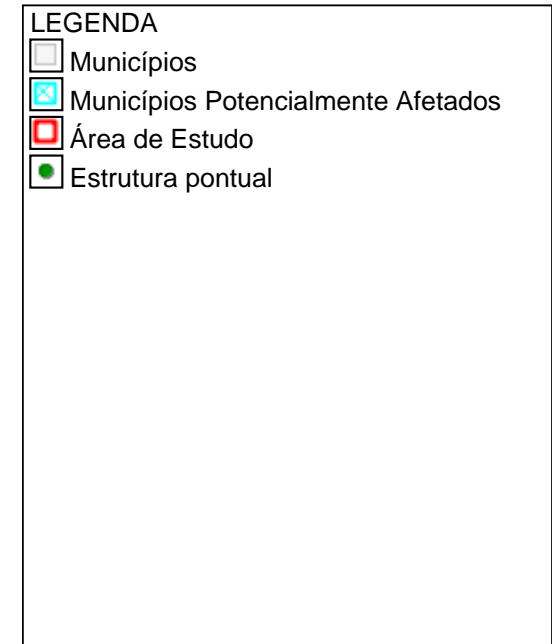 LEGENDA
Municípios
Municípios Potencialmente Afetados
Área de Estudo
Estrutura pontual